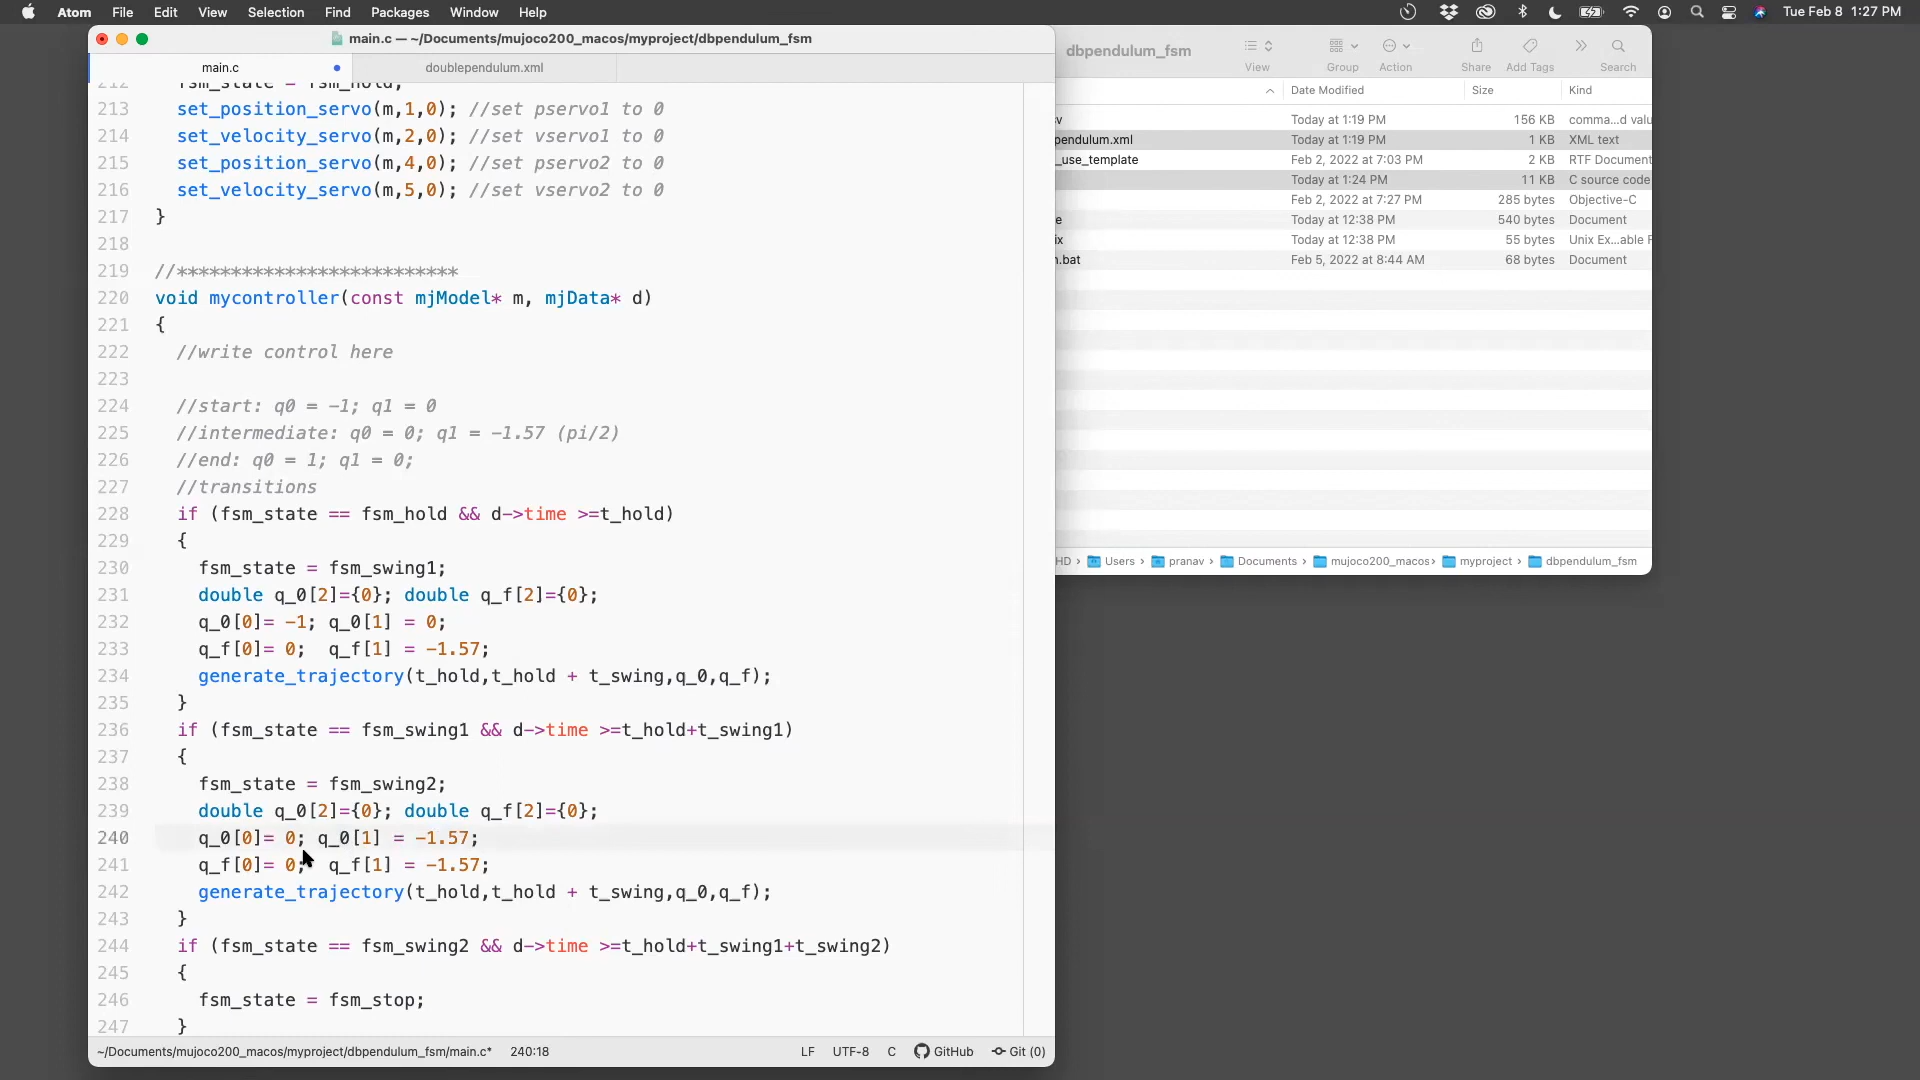 Atom File Edit View Selection Find Packages Window Help
Tue Feb 8 1:27 PM
main.c — ~/Documents/mujoco200_macos/myproject/dbpendulum_fsm
main.c
doublependulum.xml
212 fsm_state = fsm_hold;
213 set_position_servo(m,1,0); //set pservo1 to 0
214 set_velocity_servo(m,2,0); //set vservo1 to 0
215 set_position_servo(m,4,0); //set pservo2 to 0
216 set_velocity_servo(m,5,0); //set vservo2 to 0
217 }
218
219 //**************************
220 void mycontroller(const mjModel* m, mjData* d)
221 {
222 //write control here
223
224 //start: q0 = -1; q1 = 0
225 //intermediate: q0 = 0; q1 = -1.57 (pi/2)
226 //end: q0 = 1; q1 = 0;
227 //transitions
228 if (fsm_state == fsm_hold && d->time >=t_hold)
229 {
230 fsm_state = fsm_swing1;
231 double q_0[2]={0}; double q_f[2]={0};
232 q_0[0]= -1; q_0[1] = 0;
233 q_f[0]= 0; q_f[1] = -1.57;
234 generate_trajectory(t_hold,t_hold + t_swing,q_0,q_f);
235 }
236 if (fsm_state == fsm_swing1 && d->time >=t_hold+t_swing1)
237 {
238 fsm_state = fsm_swing2;
239 double q_0[2]={0}; double q_f[2]={0};
240 q_0[0]= 0; q_0[1] = -1.57;
241 q_f[0]= 0; q_f[1] = -1.57;
242 generate_trajectory(t_hold,t_hold + t_swing,q_0,q_f);
243 }
244 if (fsm_state == fsm_swing2 && d->time >=t_hold+t_swing1+t_swing2)
245 {
246 fsm_state = fsm_stop;
247 }
~/Documents/mujoco200_macos/myproject/dbpendulum_fsm/main.c* 240:18 LF UTF-8 C GitHub Git (0)
dbpendulum_fsm
View Group Action Share Add Tags Search
Date Modified Size Kind
sv Today at 1:19 PM 156 KB comma...d valu
pendulum.xml Today at 1:19 PM 1 KB XML text
_use_template Feb 2, 2022 at 7:03 PM 2 KB RTF Document
Today at 1:24 PM 11 KB C source code
Feb 2, 2022 at 7:27 PM 285 bytes Objective-C
e Today at 12:38 PM 540 bytes Document
ix Today at 12:38 PM 55 bytes Unix Ex...able F
n.bat Feb 5, 2022 at 8:44 AM 68 bytes Document
HD › Users › pranav › Documents › mujoco200_macos › myproject › dbpendulum_fsm